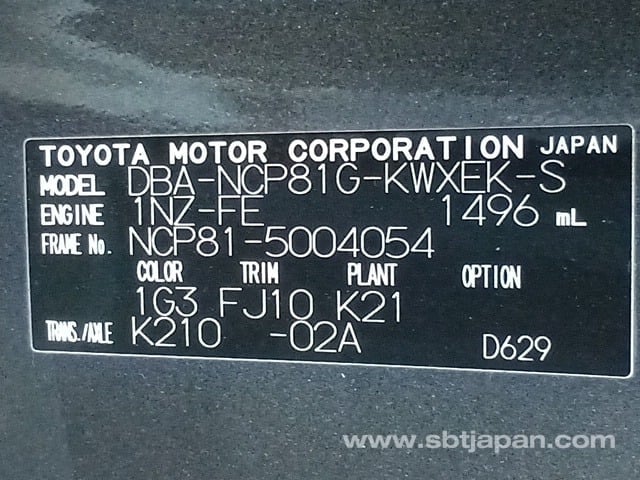 TOYOTA MOTOR CORPORATION JAPAN
MODEL DBA-NCP81G-KWXEK-S
ENGINE 1NZ-FE 1496 mL
FRAME No. NCP81-5004054
COLOR TRIM PLANT OPTION
1G3 FJ10 K21
TRANS./AXLE K210 -02A D629
www.sbtjapan.com